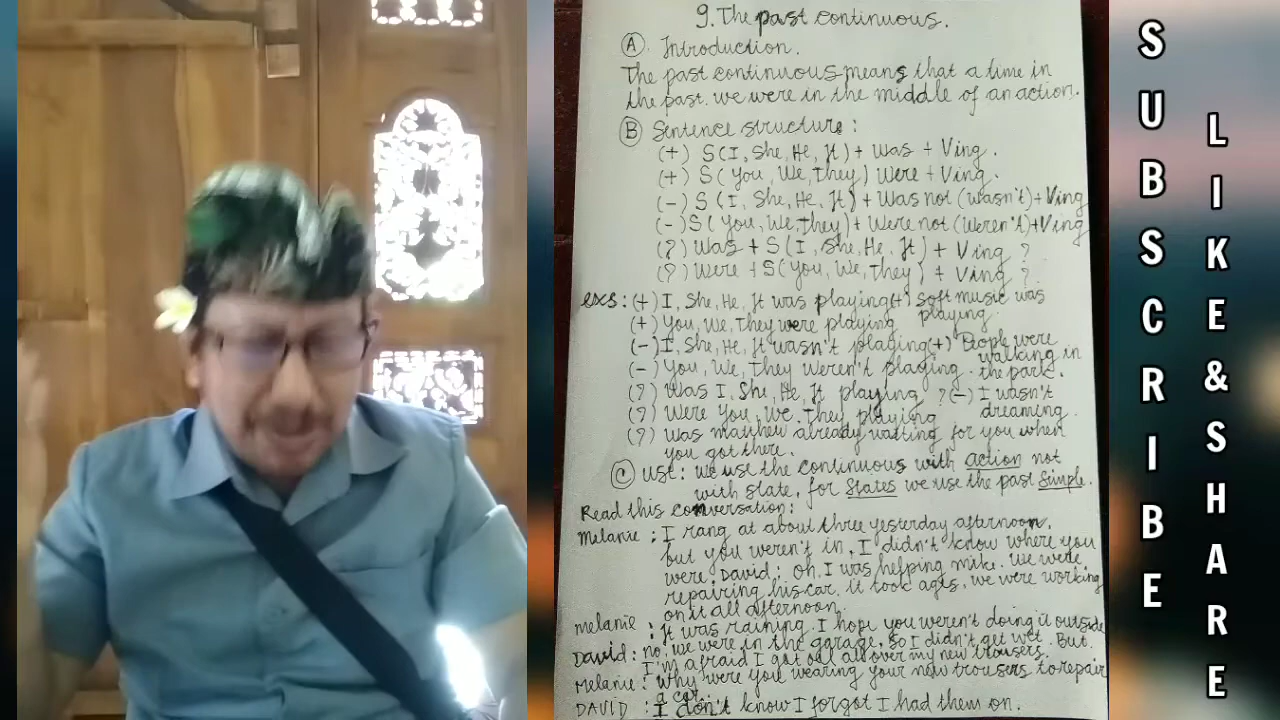 9. The past continuous.
Ⓐ. Introduction.
The past continuous means that a time in
the past. we were in the middle of an action.
Ⓑ Sentence structure:
(+) S (I, She, He, It) + Was + Ving.
(+) S (You, We, They) Were + Ving.
(-) S (I, She, He, It) + Was not (wasn't) + Ving
(-) S (You, We, They) + Were not (Weren't) + Ving
(?) Was + S (I, She, He, It) + Ving ?
(?) Were + S (You, We, They) + Ving ?
exs: (+) I, She, He, It was playing (+) Soft music was
playing.
(+) You, We, They were playing
(-) I, She, He, It wasn't playing (+) People were
walking in
(-) You, We, They weren't playing. the park.
(?) Was I, She, He, It playing ? (-) I wasn't
(?) Were You, We, They playing dreaming.
(?) Was matthew already waiting for you when
you got there.
Ⓒ use: We use the continuous with action not
with state, for States we use the past Simple.
Read this conversation:
Melanie: I rang at about three yesterday afternoon,
but you weren't in, I didn't know where you
were. David: oh. I was helping mike. we were
repairing his car. it took ages. we were working
on it all afternoon.
Melanie: It was raining. I hope you weren't doing it outside
David: no, we were in the garage. So I didn't get wet. But
I'm afraid I got oil all over my new trousers.
Melanie: Why were you wearing your new trousers to repair
a car.
DAVID: I don't know I forgot I had them on.
SUBSCRIBE
LIKE & SHARE